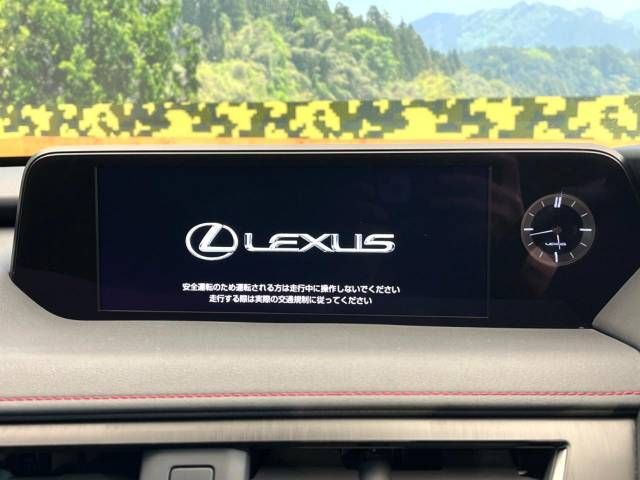 LEXUS
安全運転のため運転される方は走行中に操作しないでください
走行する際は実際の交通規制に従ってください
LEXUS